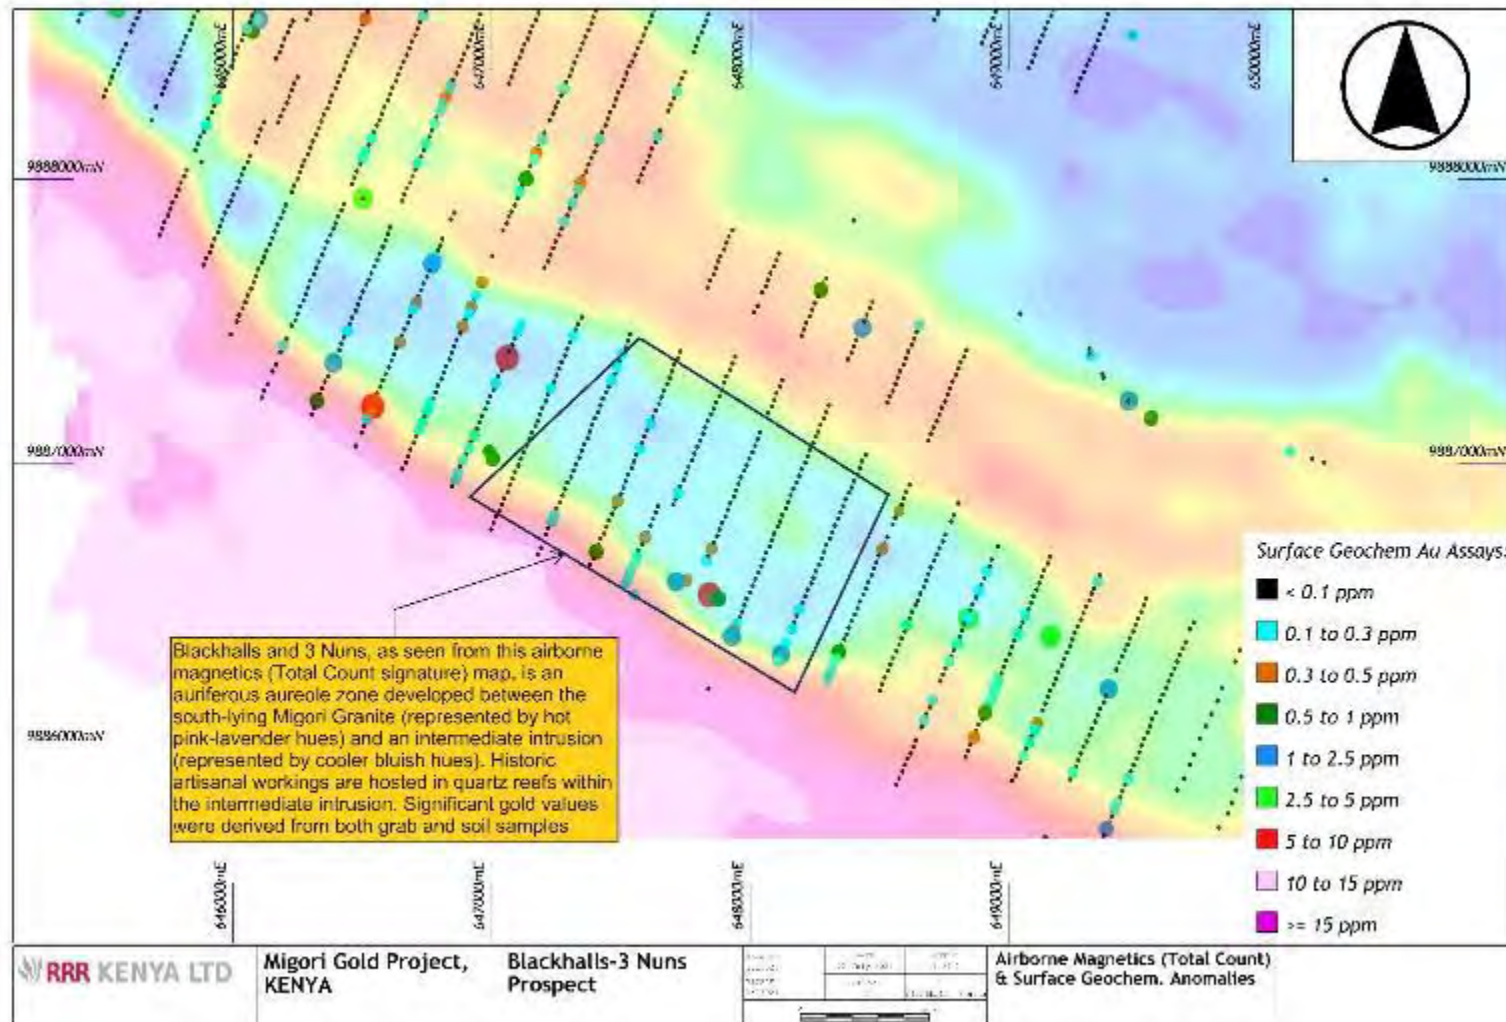 646000mE
647000mE
648000mE
649000mE
650000mE
9888000mN
9888000mN
9887000mN
9887000mN
9886000mN
Surface Geochem Au Assays:
< 0.1 ppm
0.1 to 0.3 ppm
0.3 to 0.5 ppm
0.5 to 1 ppm
1 to 2.5 ppm
2.5 to 5 ppm
5 to 10 ppm
10 to 15 ppm
>= 15 ppm
Blackhalls and 3 Nuns, as seen from this airborne
magnetics (Total Count signature) map, is an
auriferous aureole zone developed between the
south-lying Migori Granite (represented by hot
pink-lavender hues) and an intermediate intrusion
(represented by cooler bluish hues). Historic
artisanal workings are hosted in quartz reefs within
the intermediate intrusion. Significant gold values
were derived from both grab and soil samples
646000mE
647000mE
648000mE
649000mE
RRR KENYA LTD
Migori Gold Project,
KENYA
Blackhalls-3 Nuns
Prospect
Airborne Magnetics (Total Count)
& Surface Geochem. Anomalies